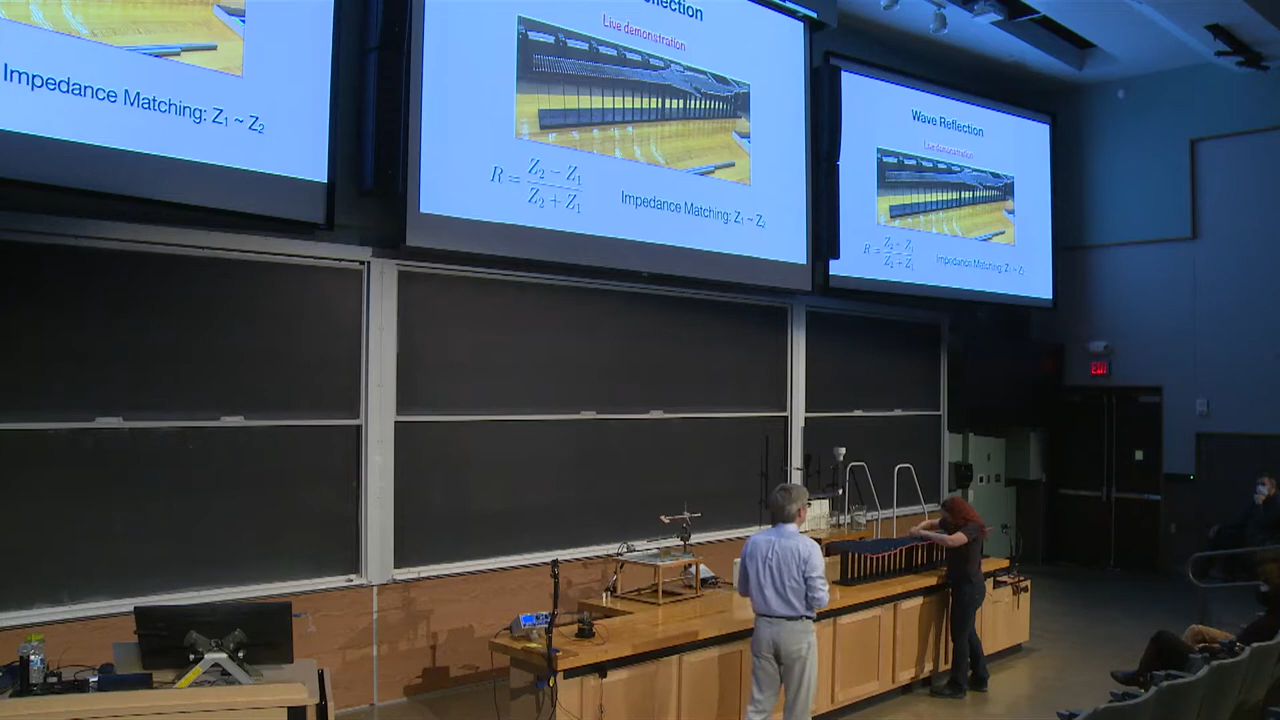 Impedance Matching: Z₁ ~ Z₂
Live demonstration
R = (Z₂ − Z₁) / (Z₂ + Z₁)
Impedance Matching: Z₁ ~ Z₂
Wave Reflection
Live demonstration
R = (Z₂ − Z₁) / (Z₂ + Z₁)
Impedance Matching: Z₁ ~ Z₂
EXIT